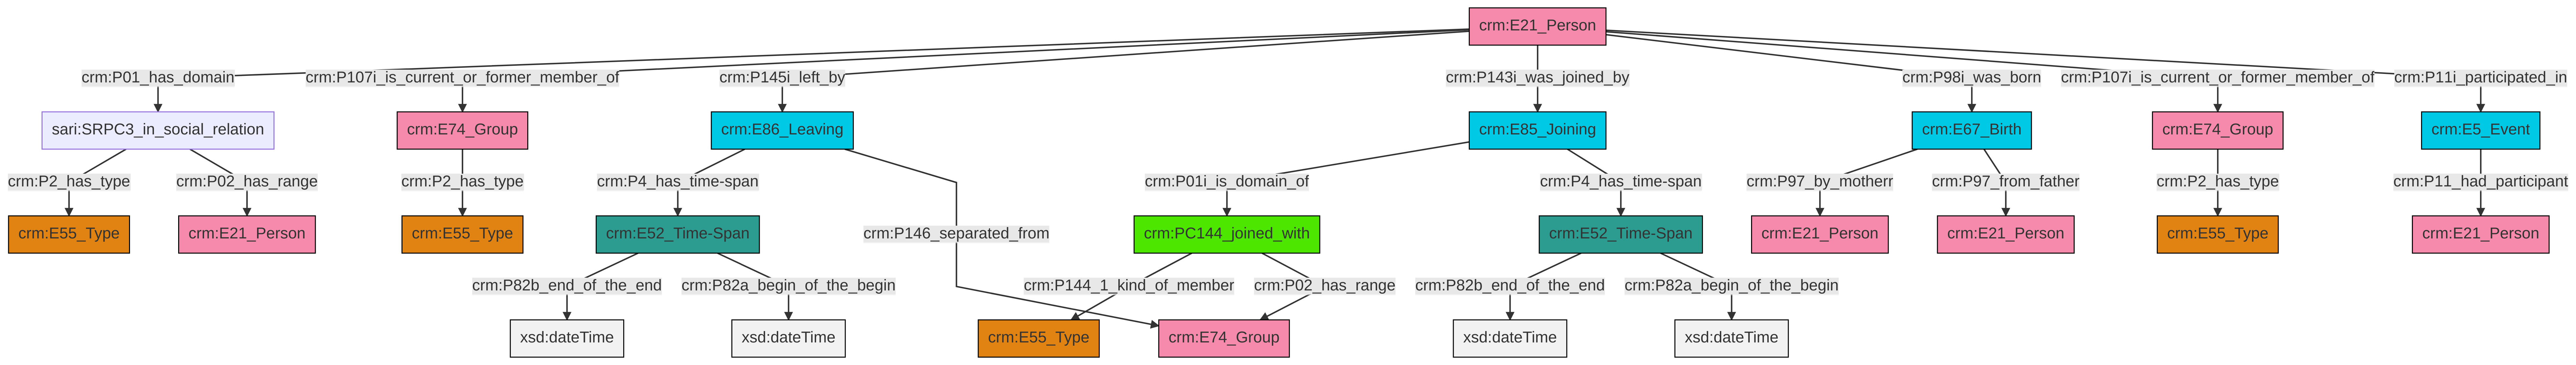 crm:E21_Person
crm:P01_has_domain
crm:P107i_is_current_or_former_member_of
crm:P145i_left_by
crm:P143i_was_joined_by
crm:P98i_was_born
crm:P107i_is_current_or_former_member_of
crm:P11i_participated_in
sari:SRPC3_in_social_relation
crm:E74_Group
crm:E86_Leaving
crm:E85_Joining
crm:E67_Birth
crm:E74_Group
crm:E5_Event
crm:P2_has_type
crm:P02_has_range
crm:P2_has_type
crm:P4_has_time-span
crm:P01i_is_domain_of
crm:P4_has_time-span
crm:P97_by_motherr
crm:P97_from_father
crm:P2_has_type
crm:P11_had_participant
crm:E55_Type
crm:E21_Person
crm:E55_Type
crm:E52_Time-Span
crm:P146_separated_from
crm:PC144_joined_with
crm:E52_Time-Span
crm:E21_Person
crm:E21_Person
crm:E55_Type
crm:E21_Person
crm:P82b_end_of_the_end
crm:P82a_begin_of_the_begin
crm:P144_1_kind_of_member
crm:P02_has_range
crm:P82b_end_of_the_end
crm:P82a_begin_of_the_begin
xsd:dateTime
xsd:dateTime
crm:E55_Type
crm:E74_Group
xsd:dateTime
xsd:dateTime